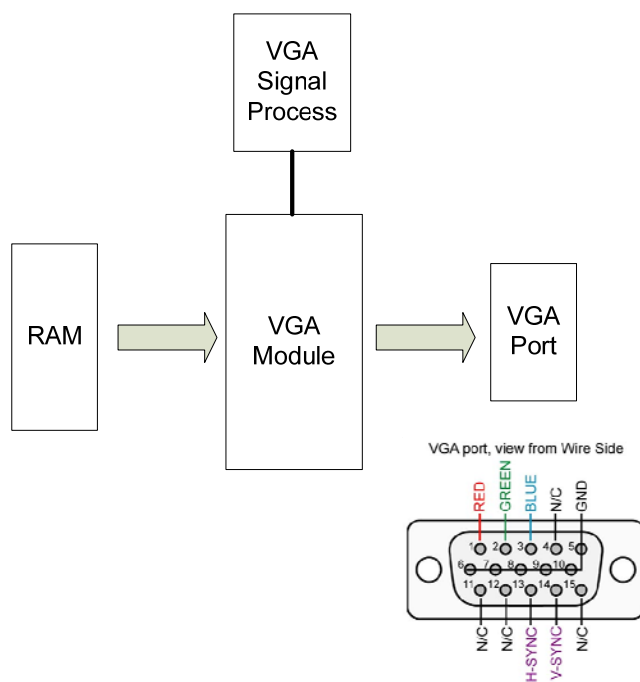 VGA
Signal
Process
RAM
VGA
Module
VGA
Port
VGA port, view from Wire Side
RED
GREEN
BLUE
N/C
GND
1
2
3
4
5
6
7
8
9
10
11
12
13
14
15
N/C
N/C
H-SYNC
V-SYNC
N/C